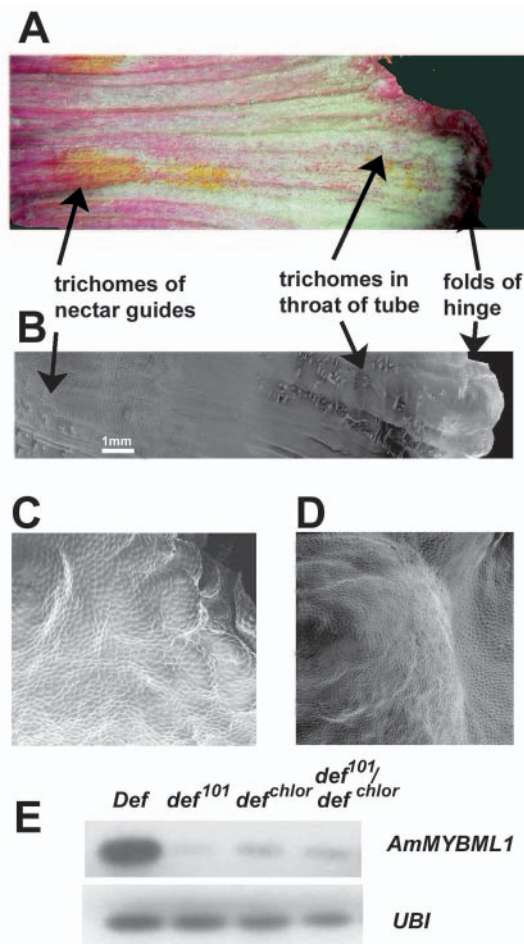 A
trichomes of
nectar guides
trichomes in
throat of tube
folds of
hinge
B
1mm
C
D
E
Def
def101
defchlor
def101/
defchlor
AmMYBML1
UBI